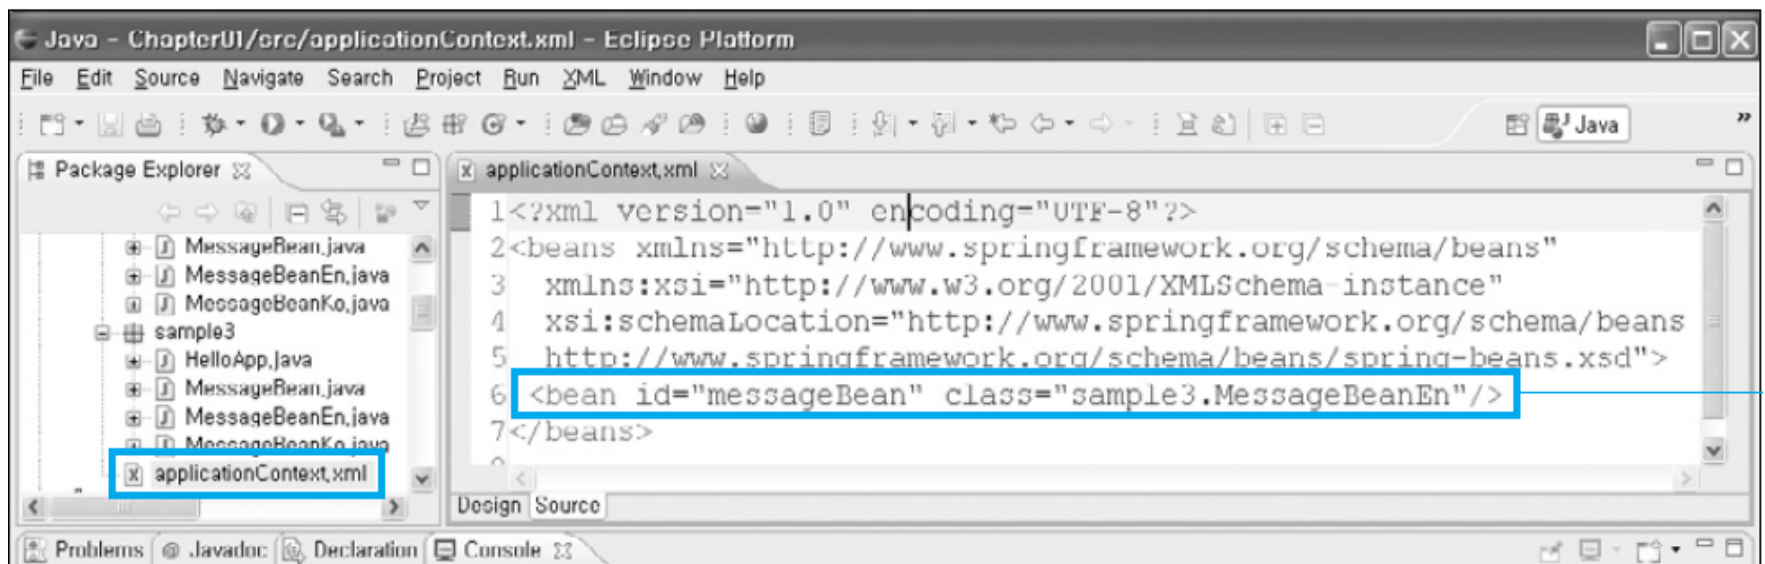 Java - Chapter01/src/applicationContext.xml - Eclipse Platform
File Edit Source Navigate Search Project Run XML Window Help
Java
Package Explorer
MessageBean.java
MessageBeanEn.java
MessageBeanKo.java
sample3
HelloApp.java
MessageBean.java
MessageBeanEn.java
MessageBeanKo.java
applicationContext.xml
applicationContext.xml
1<?xml version="1.0" encoding="UTF-8"?>
2<beans xmlns="http://www.springframework.org/schema/beans"
3 xmlns:xsi="http://www.w3.org/2001/XMLSchema-instance"
4 xsi:schemaLocation="http://www.springframework.org/schema/beans
5 http://www.springframework.org/schema/beans/spring-beans.xsd">
6 <bean id="messageBean" class="sample3.MessageBeanEn"/>
7</beans>
Design Source
Problems @ Javadoc Declaration Console